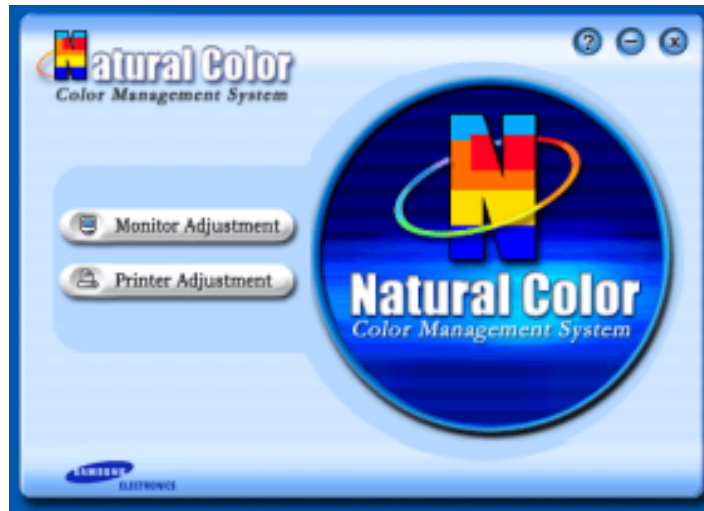 Natural Color
Color Management System
?
Monitor Adjustment
Printer Adjustment
N
Natural Color
Color Management System
SAMSUNG
ELECTRONICS